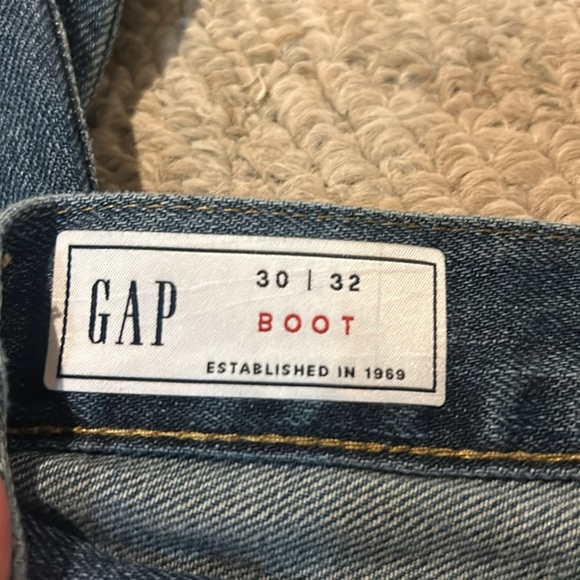 GAP
30 | 32
BOOT
ESTABLISHED IN 1969